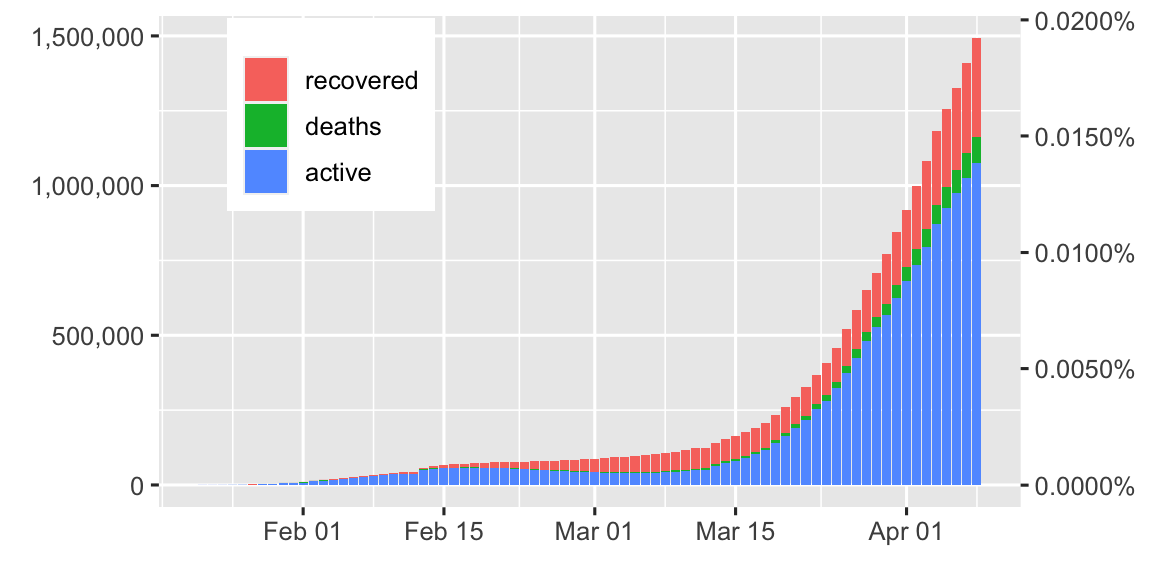 1,500,000
1,000,000
500,000
0
recovered
deaths
active
0.0200%
0.0150%
0.0100%
0.0050%
0.0000%
Feb 01
Feb 15
Mar 01
Mar 15
Apr 01